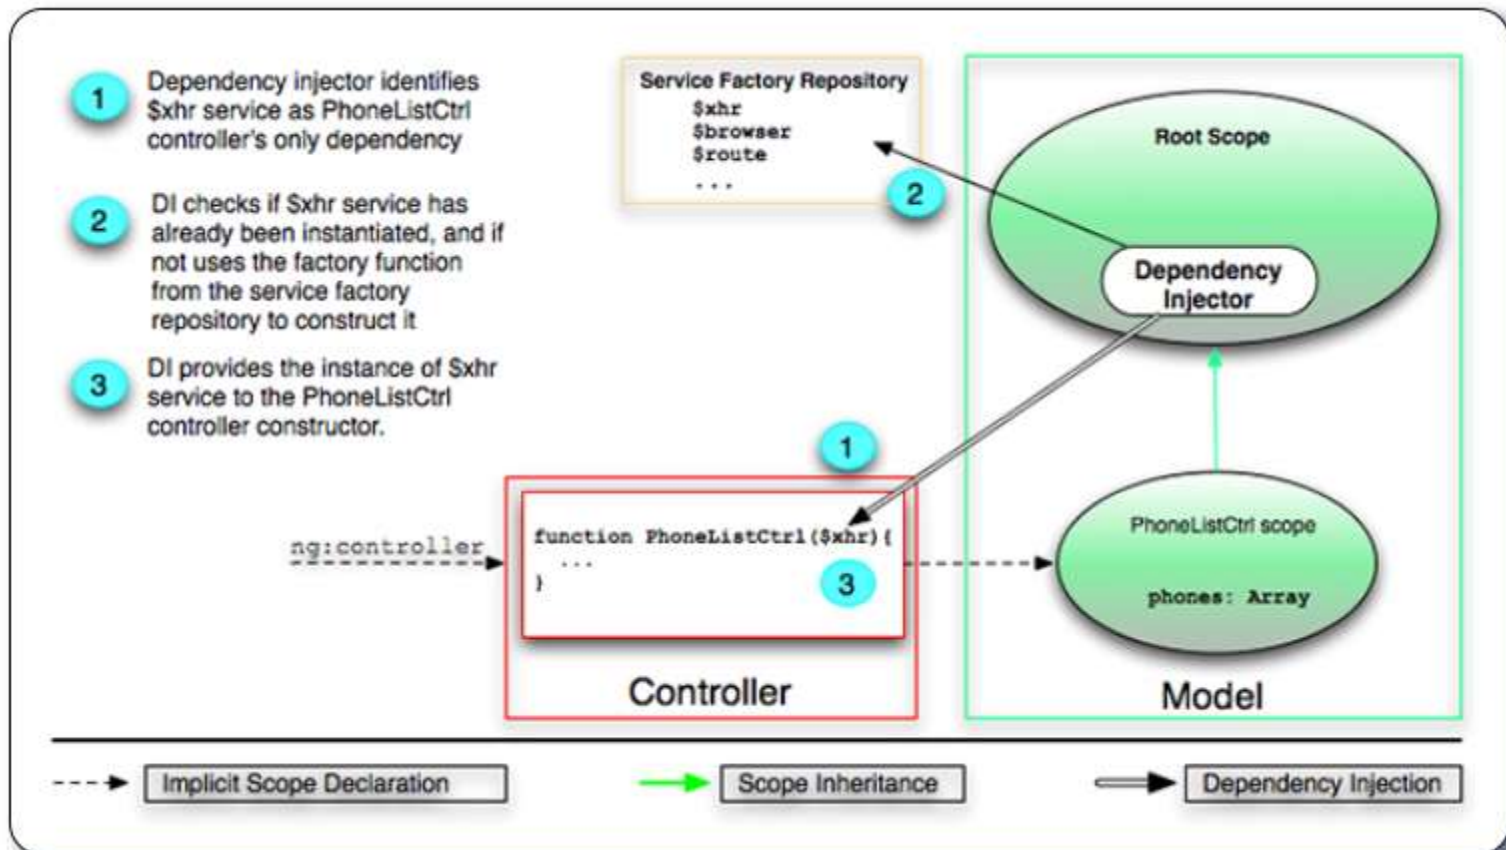 1
Dependency injector identifies
$xhr service as PhoneListCtrl
controller's only dependency
2
DI checks if $xhr service has
already been instantiated, and if
not uses the factory function
from the service factory
repository to construct it
3
DI provides the instance of $xhr
service to the PhoneListCtrl
controller constructor.
Service Factory Repository
$xhr
$browser
$route
...
2
Root Scope
Dependency
Injector
1
ng:controller
function PhoneListCtrl($xhr){
...
}
3
Controller
PhoneListCtrl scope
phones: Array
Model
Implicit Scope Declaration
Scope Inheritance
Dependency Injection